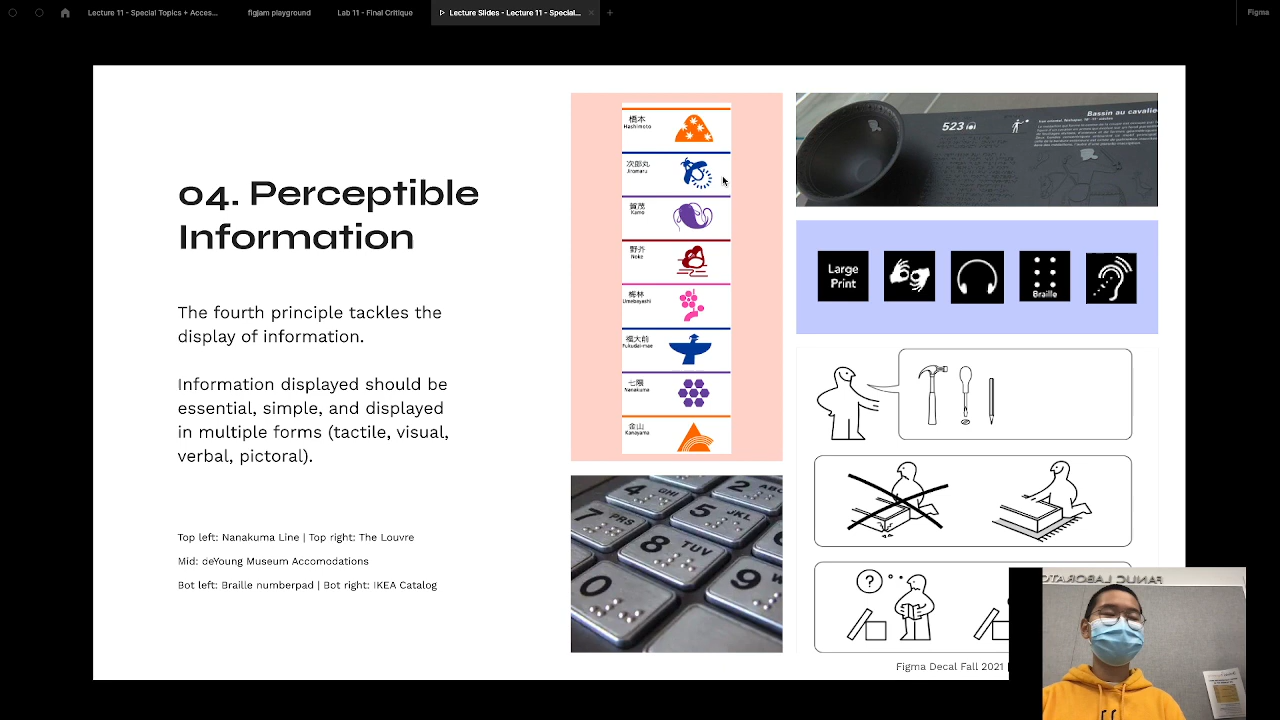 Lecture 11 - Special Topics + Acces...
figjam playground
Lab 11 - Final Critique
Lecture Slides - Lecture 11 - Special...
Figma
04. Perceptible
Information
The fourth principle tackles the
display of information.
Information displayed should be
essential, simple, and displayed
in multiple forms (tactile, visual,
verbal, pictoral).
Top left: Nanakuma Line | Top right: The Louvre
Mid: deYoung Museum Accomodations
Bot left: Braille numberpad | Bot right: IKEA Catalog
橋本
Hashimoto
次郎丸
Jiromaru
賀茂
Kamo
野芥
Noke
梅林
Umebayashi
福大前
Fukudai-mae
七隈
Nanakuma
金山
Kanayama
523
Bassin au cavalie
Large
Print
Braille
2 ABC
4 GHI
5 JKL
7 PRS
8 TUV
0
9 W
?
Figma Decal Fall 2021
FANUC LABORATO